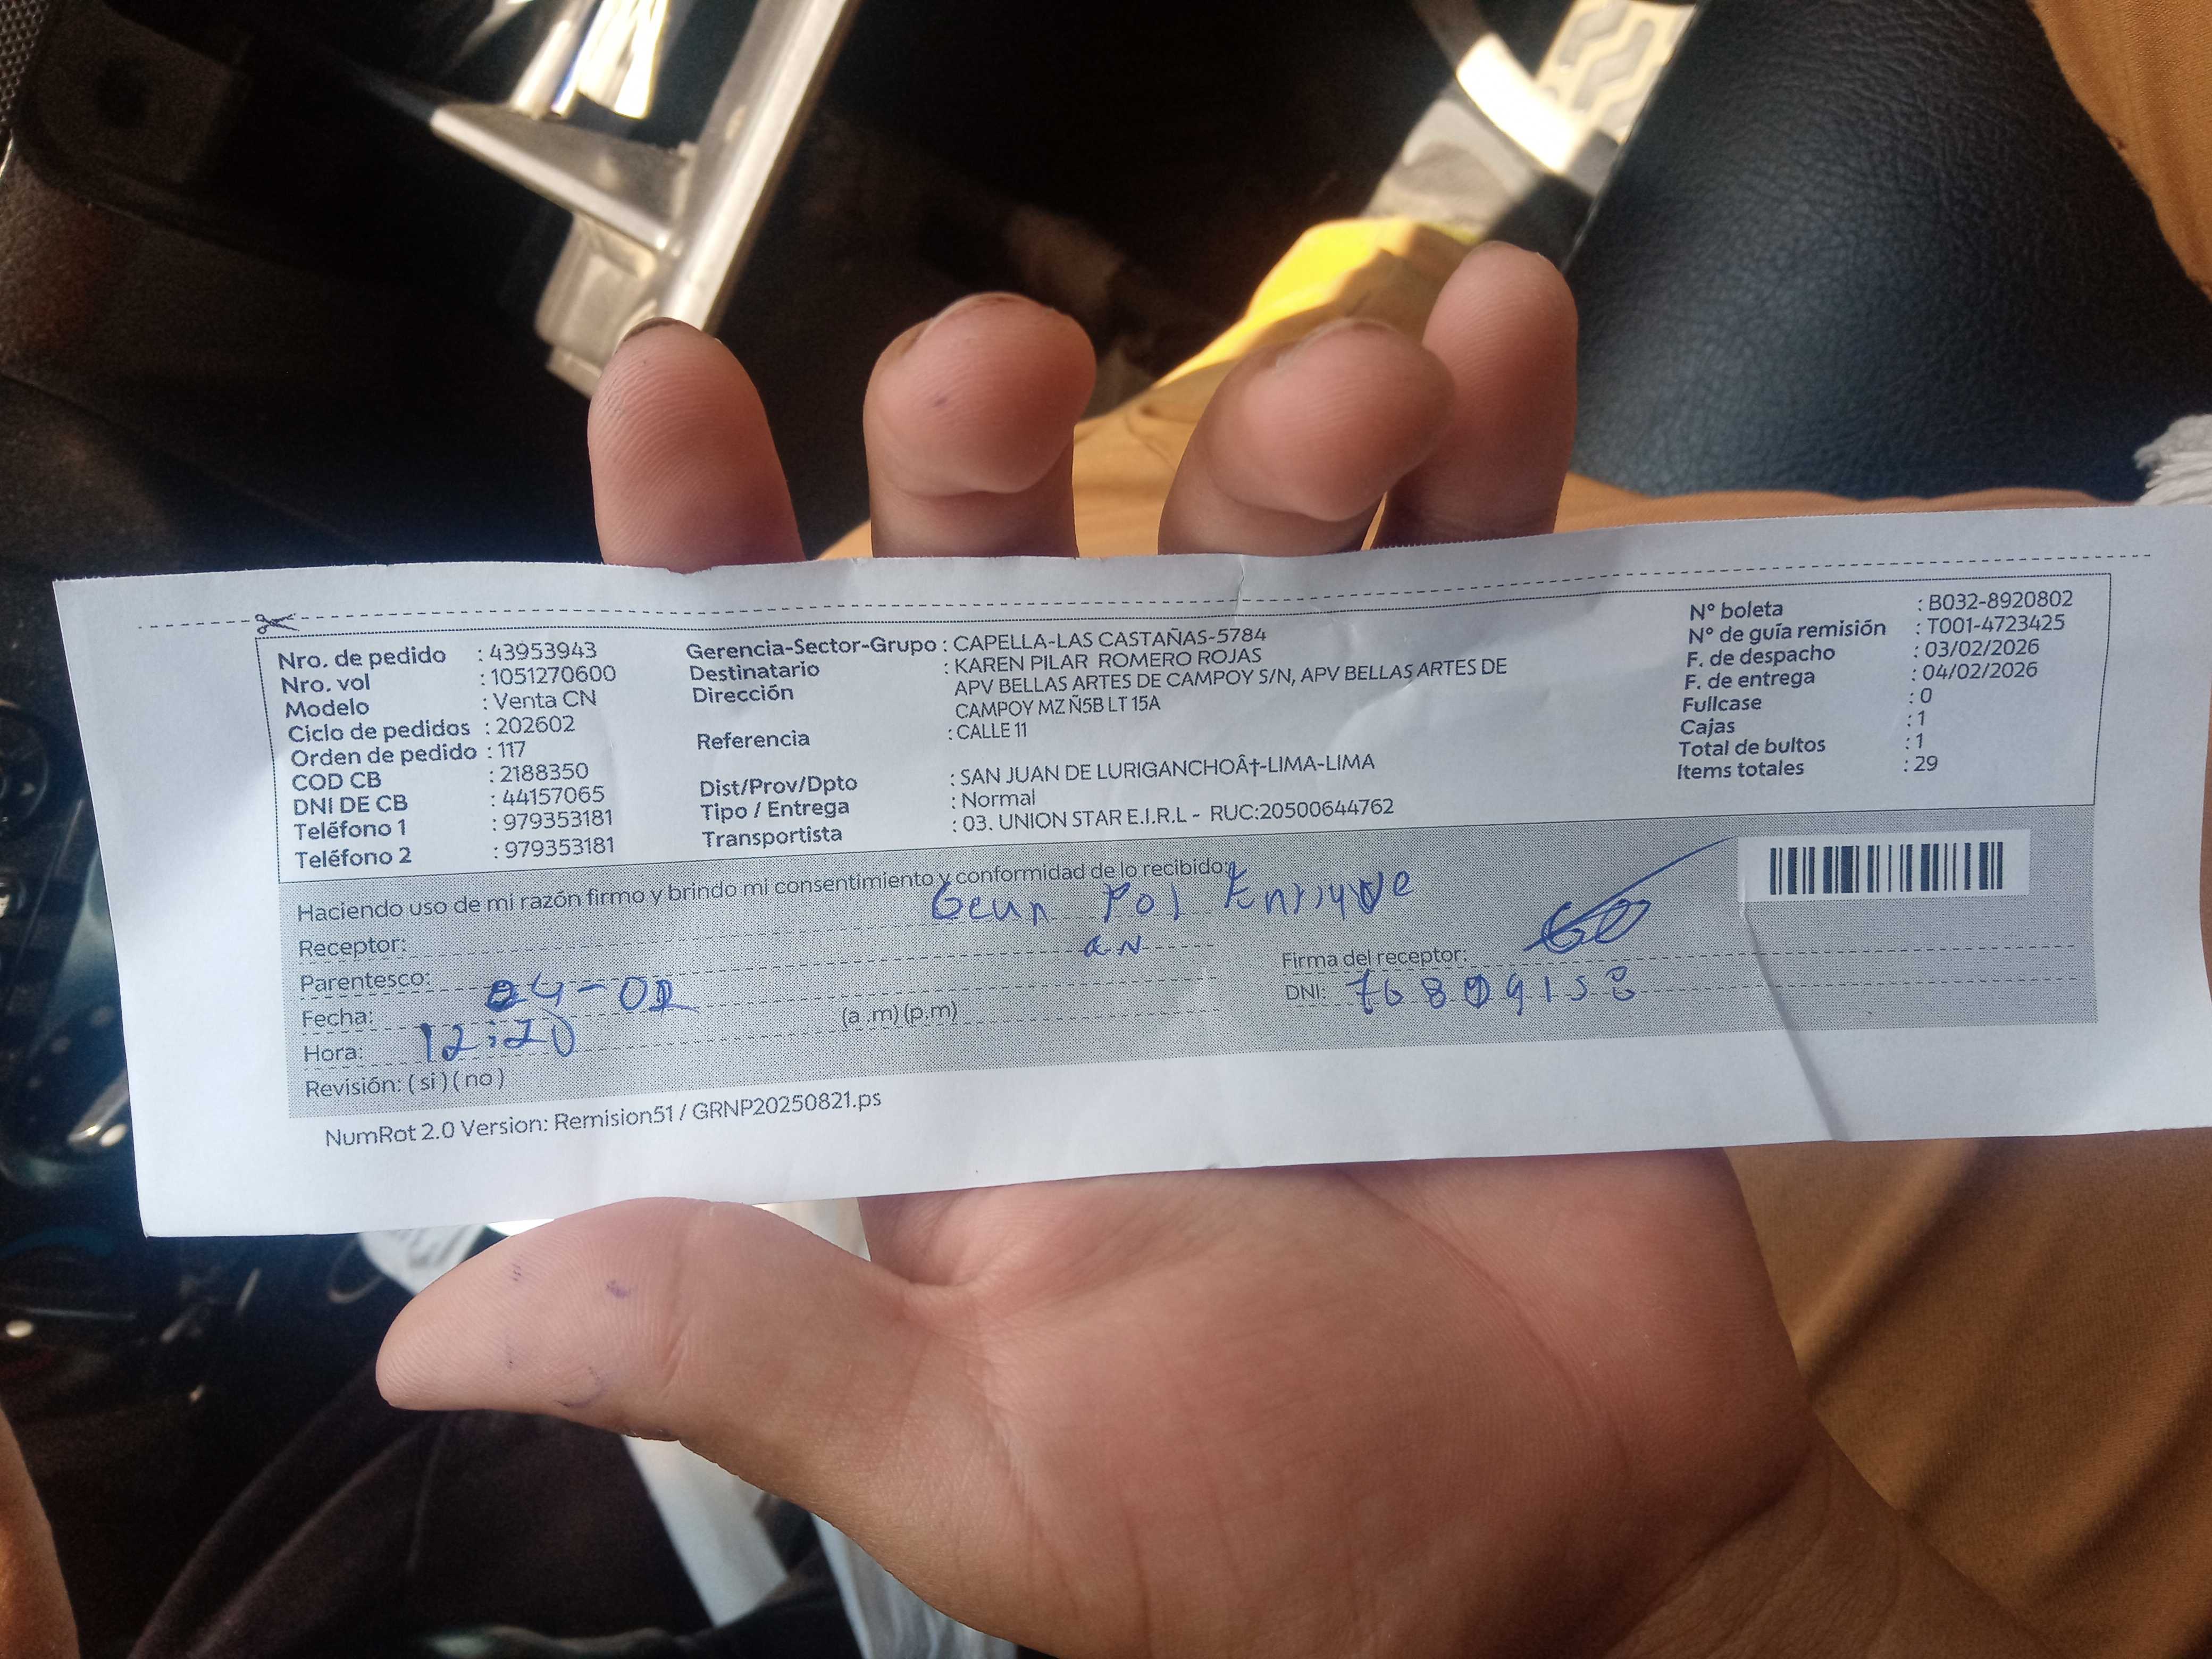 Nro. de pedido : 43953943
Nro. vol : 1051270600
Modelo : Venta CN
Ciclo de pedidos : 202602
Orden de pedido : 117
COD CB : 2188350
DNI DE CB : 44157065
Teléfono 1 : 979353181
Teléfono 2 : 979353181
Gerencia-Sector-Grupo : CAPELLA-LAS CASTAÑAS-5784
Destinatario : KAREN PILAR ROMERO ROJAS
Dirección APV BELLAS ARTES DE CAMPOY S/N, APV BELLAS ARTES DE
CAMPOY MZ Ñ5B LT 15A
Referencia : CALLE 11
Dist/Prov/Dpto : SAN JUAN DE LURIGANCHOÂ†-LIMA-LIMA
Tipo / Entrega : Normal
Transportista : 03. UNION STAR E.I.R.L - RUC:20500644762
N° boleta : B032-8920802
N° de guía remisión : T001-4723425
F. de despacho : 03/02/2026
F. de entrega : 04/02/2026
Fullcase : 0
Cajas : 1
Total de bultos : 1
Items totales : 29
Haciendo uso de mi razón firmo y brindo mi consentimiento y conformidad de lo recibido:
Receptor: Pol Enrique
Parentesco:
Fecha: 04-02
Hora: 12:20 (a .m) (p.m)
Revisión: ( si ) ( no )
Firma del receptor:
DNI:
NumRot 2.0 Version: Remision51 / GRNP20250821.ps